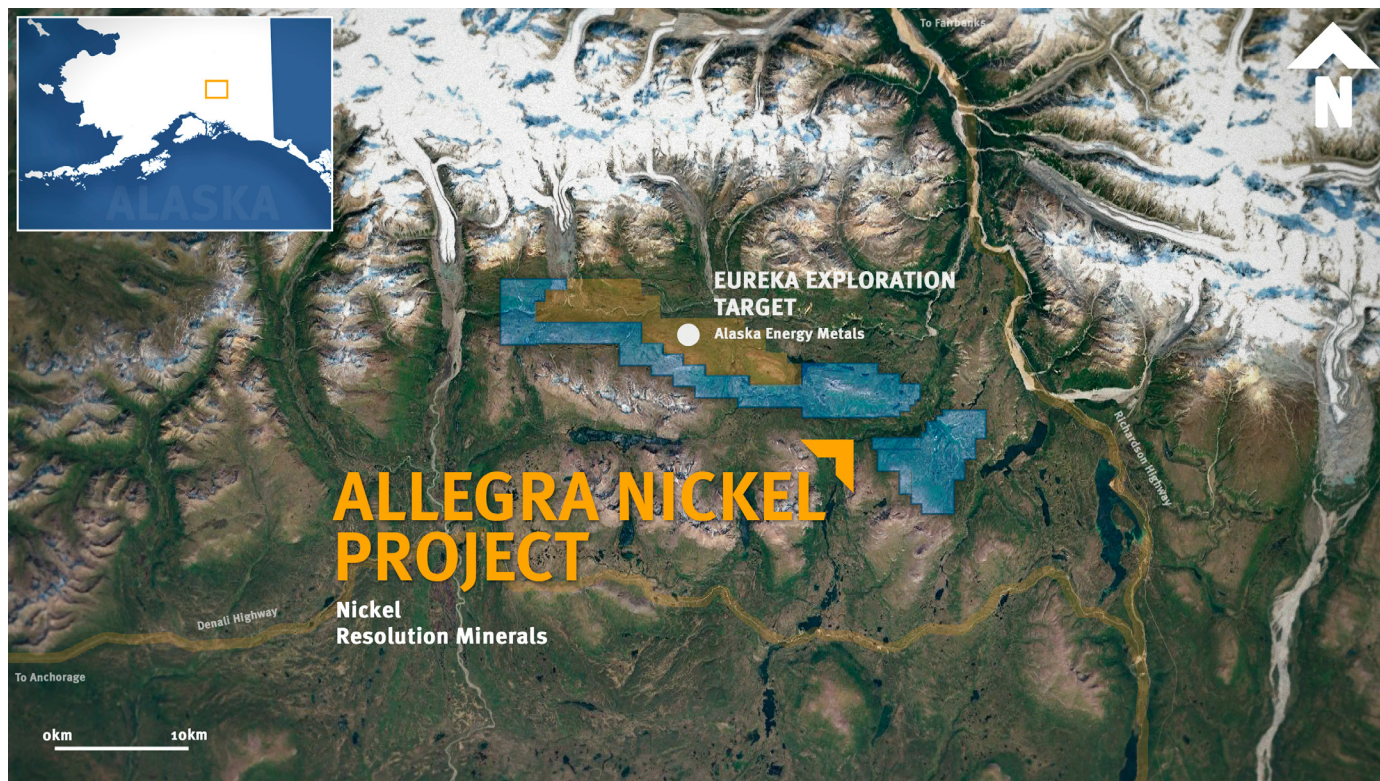 To Fairbanks
N
ALASKA
EUREKA EXPLORATION
TARGET
Alaska Energy Metals
ALLEGRA NICKEL
PROJECT
Nickel
Resolution Minerals
Richardson Highway
Denali Highway
To Anchorage
0km 10km